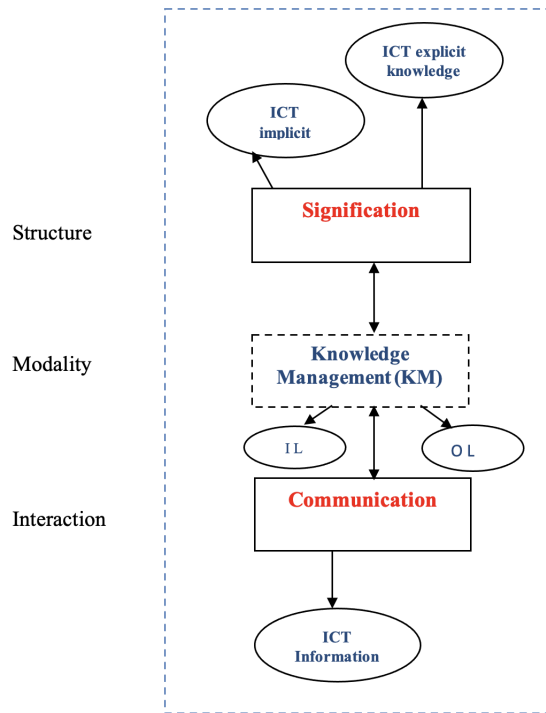 ICT explicit
knowledge
ICT
implicit
Signification
Structure
Knowledge
Management (KM)
Modality
I L
O L
Communication
Interaction
ICT
Information